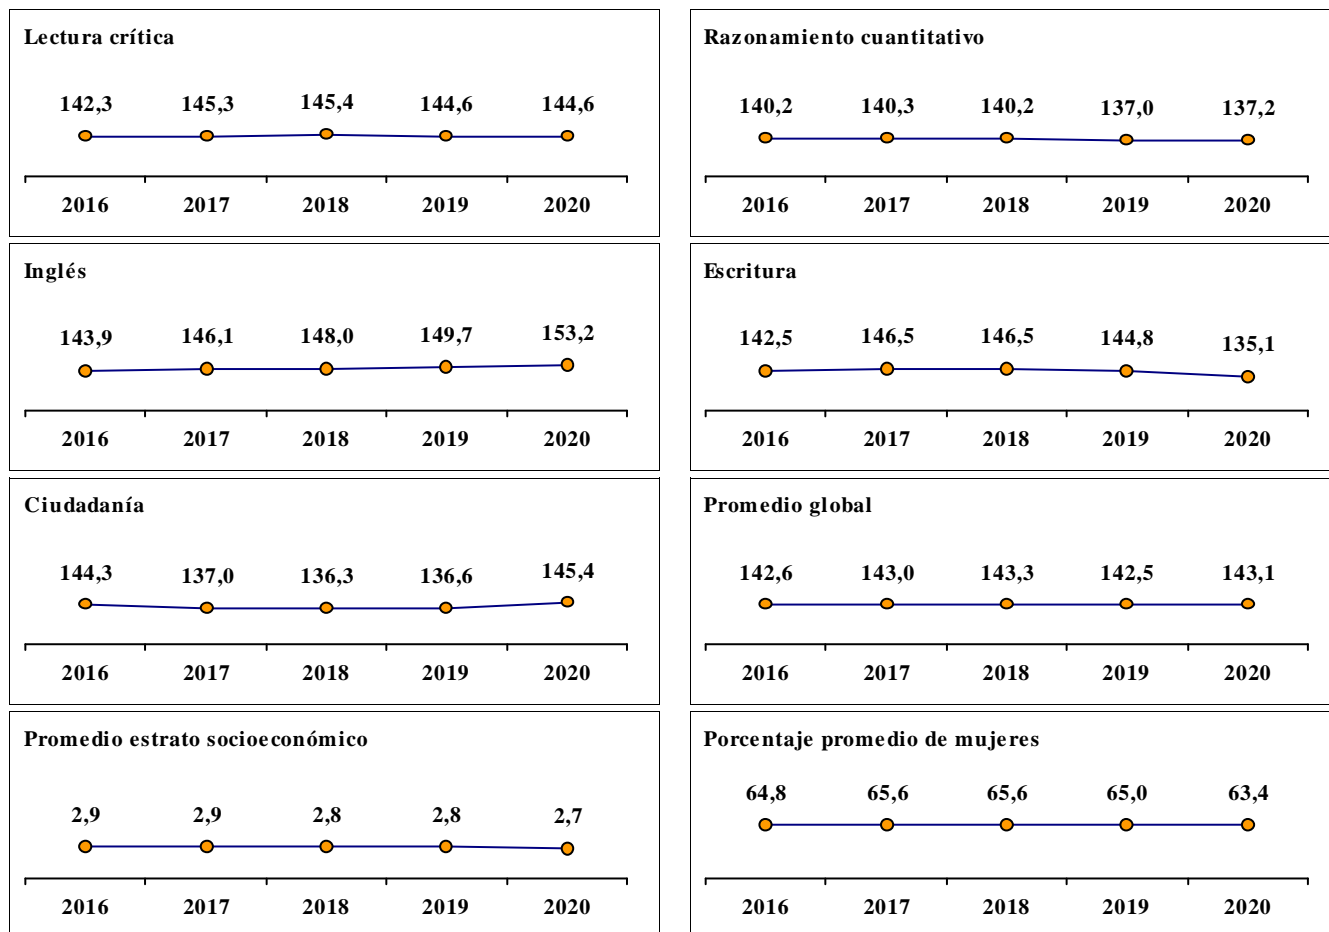 Lectura crítica
142,3 145,3 145,4 144,6 144,6
2016 2017 2018 2019 2020
Razonamiento cuantitativo
140,2 140,3 140,2 137,0 137,2
2016 2017 2018 2019 2020
Inglés
143,9 146,1 148,0 149,7 153,2
2016 2017 2018 2019 2020
Escritura
142,5 146,5 146,5 144,8 135,1
2016 2017 2018 2019 2020
Ciudadanía
144,3 137,0 136,3 136,6 145,4
2016 2017 2018 2019 2020
Promedio global
142,6 143,0 143,3 142,5 143,1
2016 2017 2018 2019 2020
Promedio estrato socioeconómico
2,9 2,9 2,8 2,8 2,7
2016 2017 2018 2019 2020
Porcentaje promedio de mujeres
64,8 65,6 65,6 65,0 63,4
2016 2017 2018 2019 2020